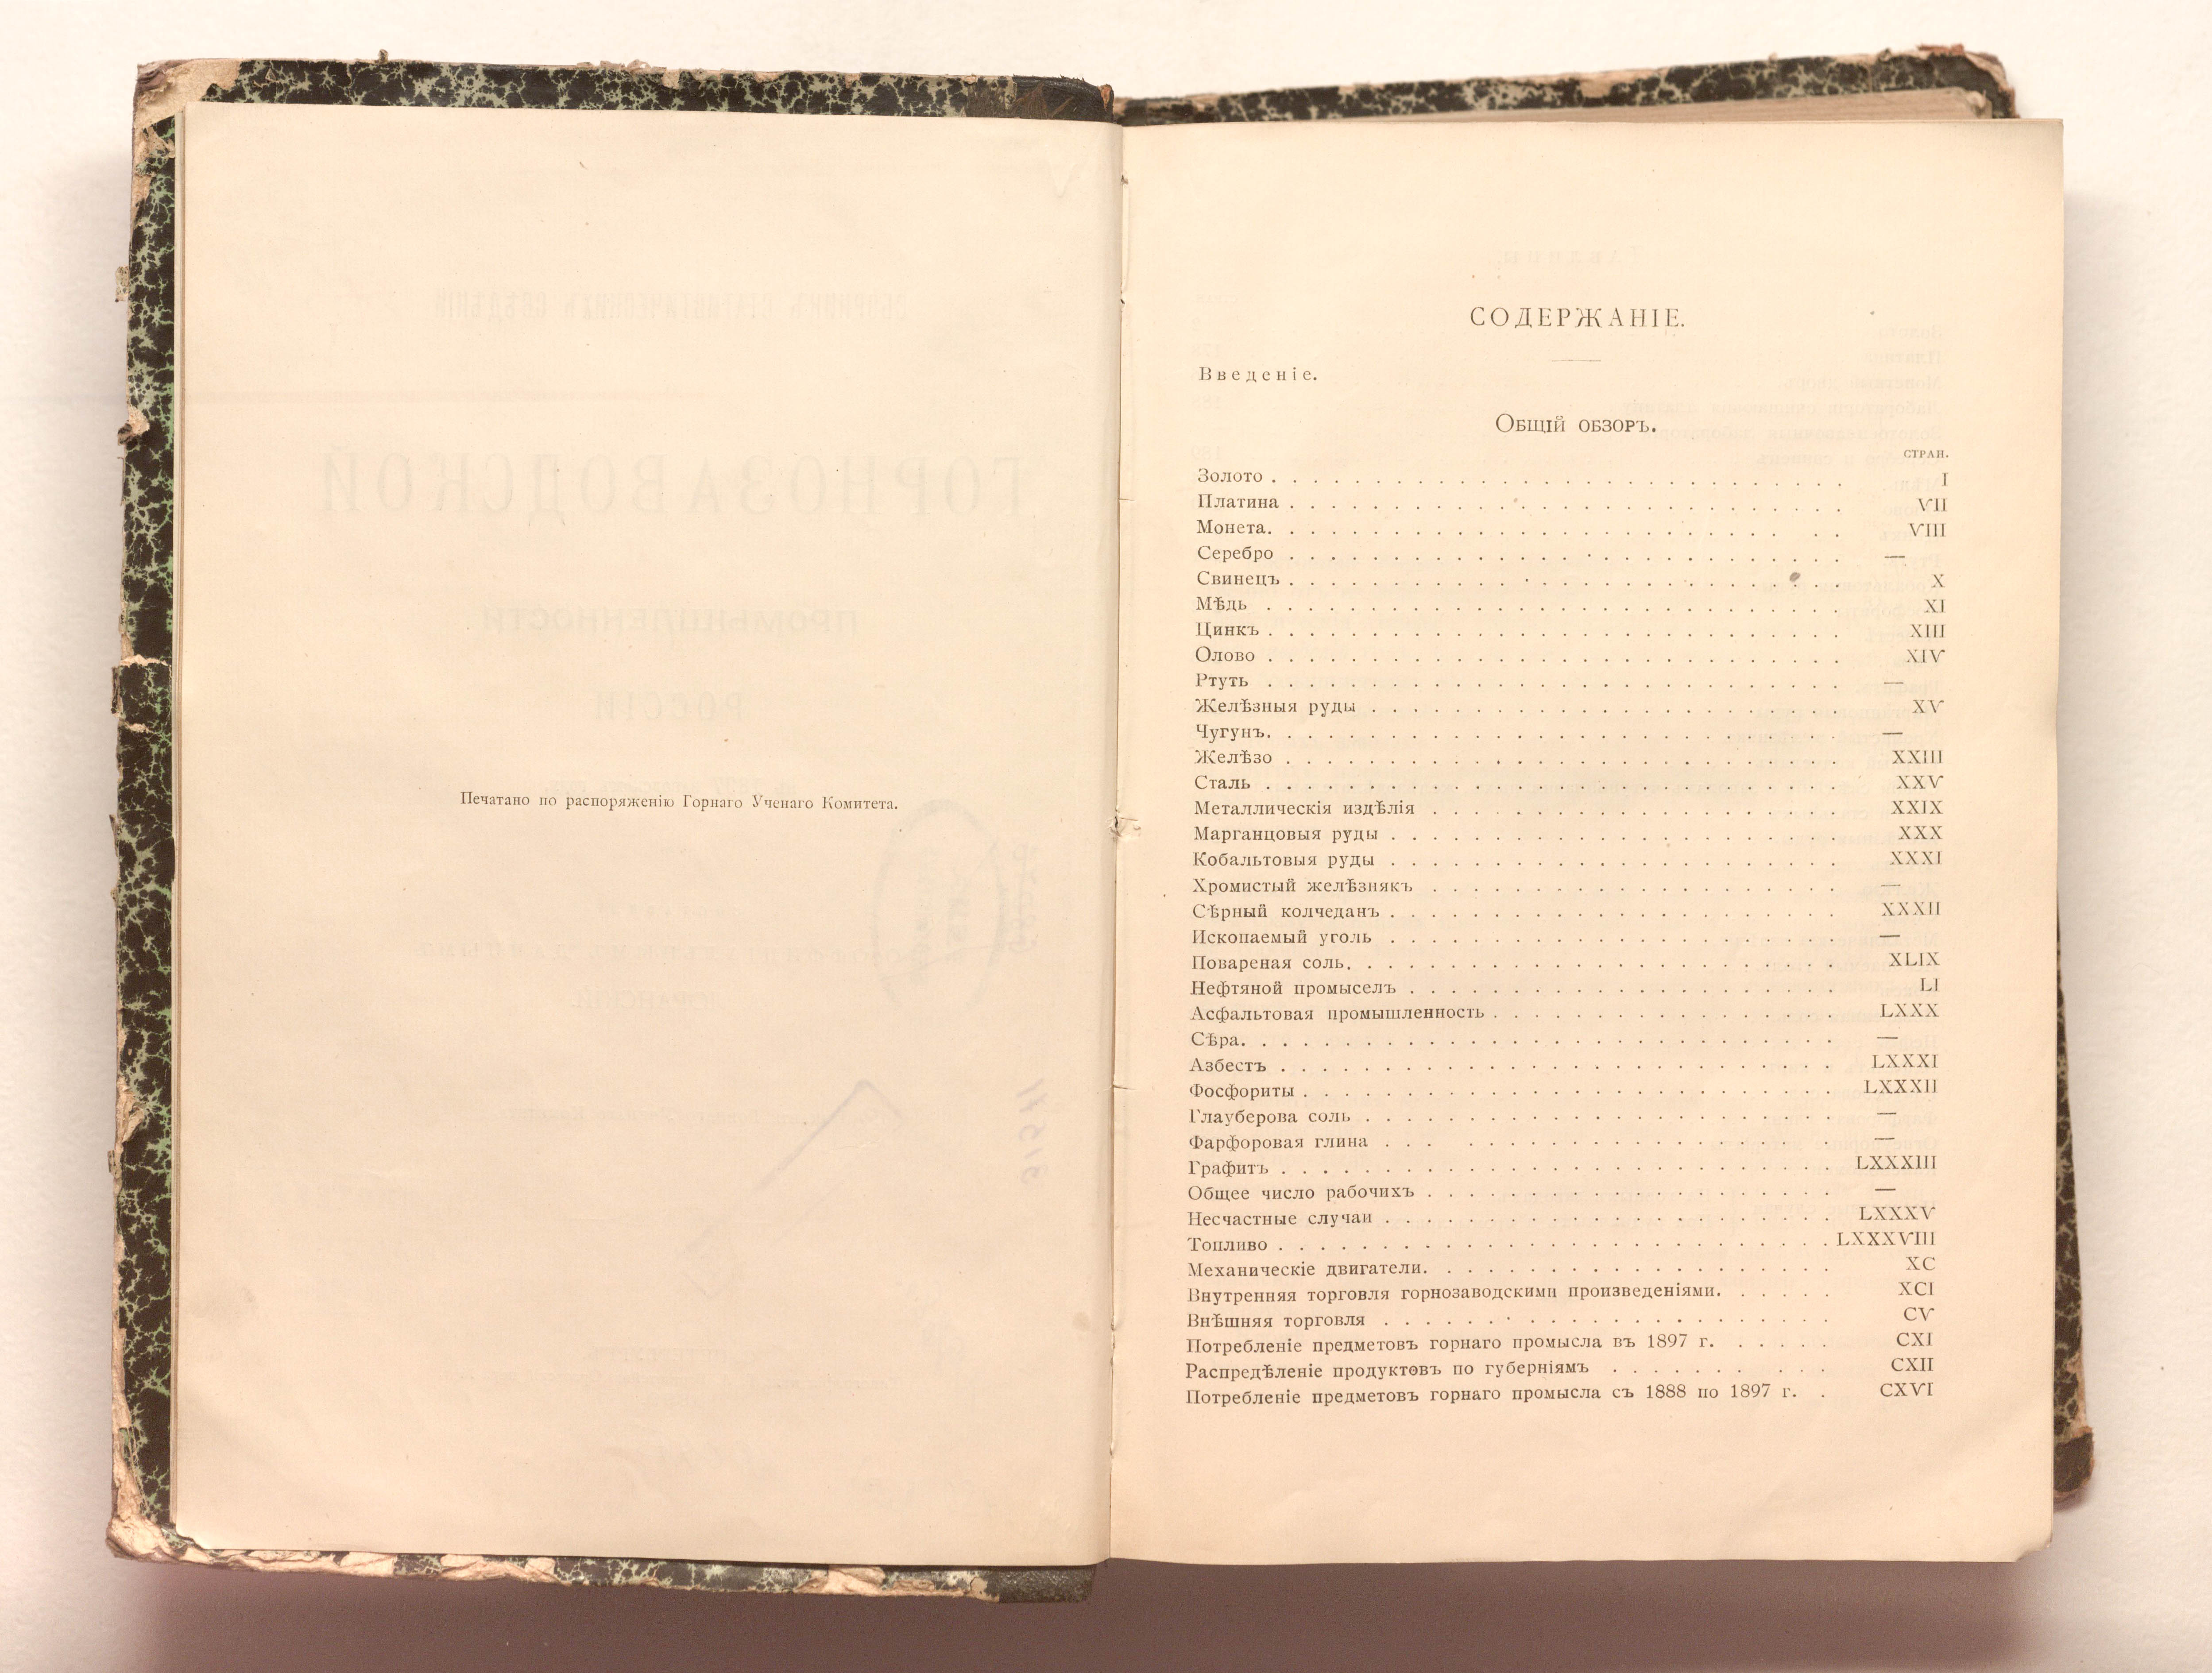 Печатано по распоряженію Горнаго Ученаго Комитета.
СОДЕРЖАНІЕ.
Введеніе.
Общій обзоръ.
стран.
Золото . . . . . I
Платина . . . . . VII
Монета. . . . . . VIII
Серебро . . . . . —
Свинецъ . . . . . X
Мѣдь . . . . . XI
Цинкъ . . . . . XIII
Олово . . . . . XIV
Ртуть . . . . . —
Желѣзныя руды . . . . . XV
Чугунъ. . . . . . —
Желѣзо . . . . . XXIII
Сталь . . . . . XXV
Металлическія издѣлія . . . . . XXIX
Марганцовыя руды . . . . . XXX
Кобальтовыя руды . . . . . XXXI
Хромистый желѣзнякъ . . . . . —
Сѣрный колчеданъ . . . . . XXXII
Ископаемый уголь . . . . . —
Повареная соль. . . . . . XLIX
Нефтяной промыселъ . . . . . LI
Асфальтовая промышленность . . . . . LXXX
Сѣра. . . . . . —
Азбестъ . . . . . LXXXI
Фосфориты . . . . . LXXXII
Глауберова соль . . . . . —
Фарфоровая глина . . . . . —
Графитъ . . . . . LXXXIII
Общее число рабочихъ . . . . . —
Несчастные случаи . . . . . LXXXV
Топливо . . . . . LXXXVIII
Механическіе двигатели. . . . . . XC
Внутренняя торговля горнозаводскими произведеніями. . . . . . XCI
Внѣшняя торговля . . . . . CV
Потребленіе предметовъ горнаго промысла въ 1897 г. . . . . . CXI
Распредѣленіе продуктовъ по губерніямъ . . . . . CXII
Потребленіе предметовъ горнаго промысла съ 1888 по 1897 г. . CXVI